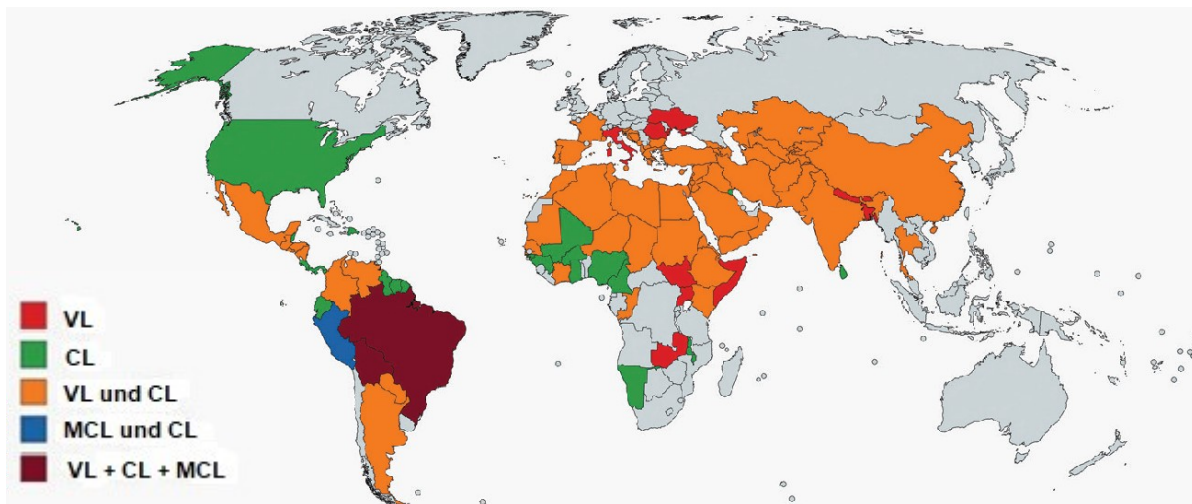 VL
CL
VL und CL
MCL und CL
VL + CL + MCL